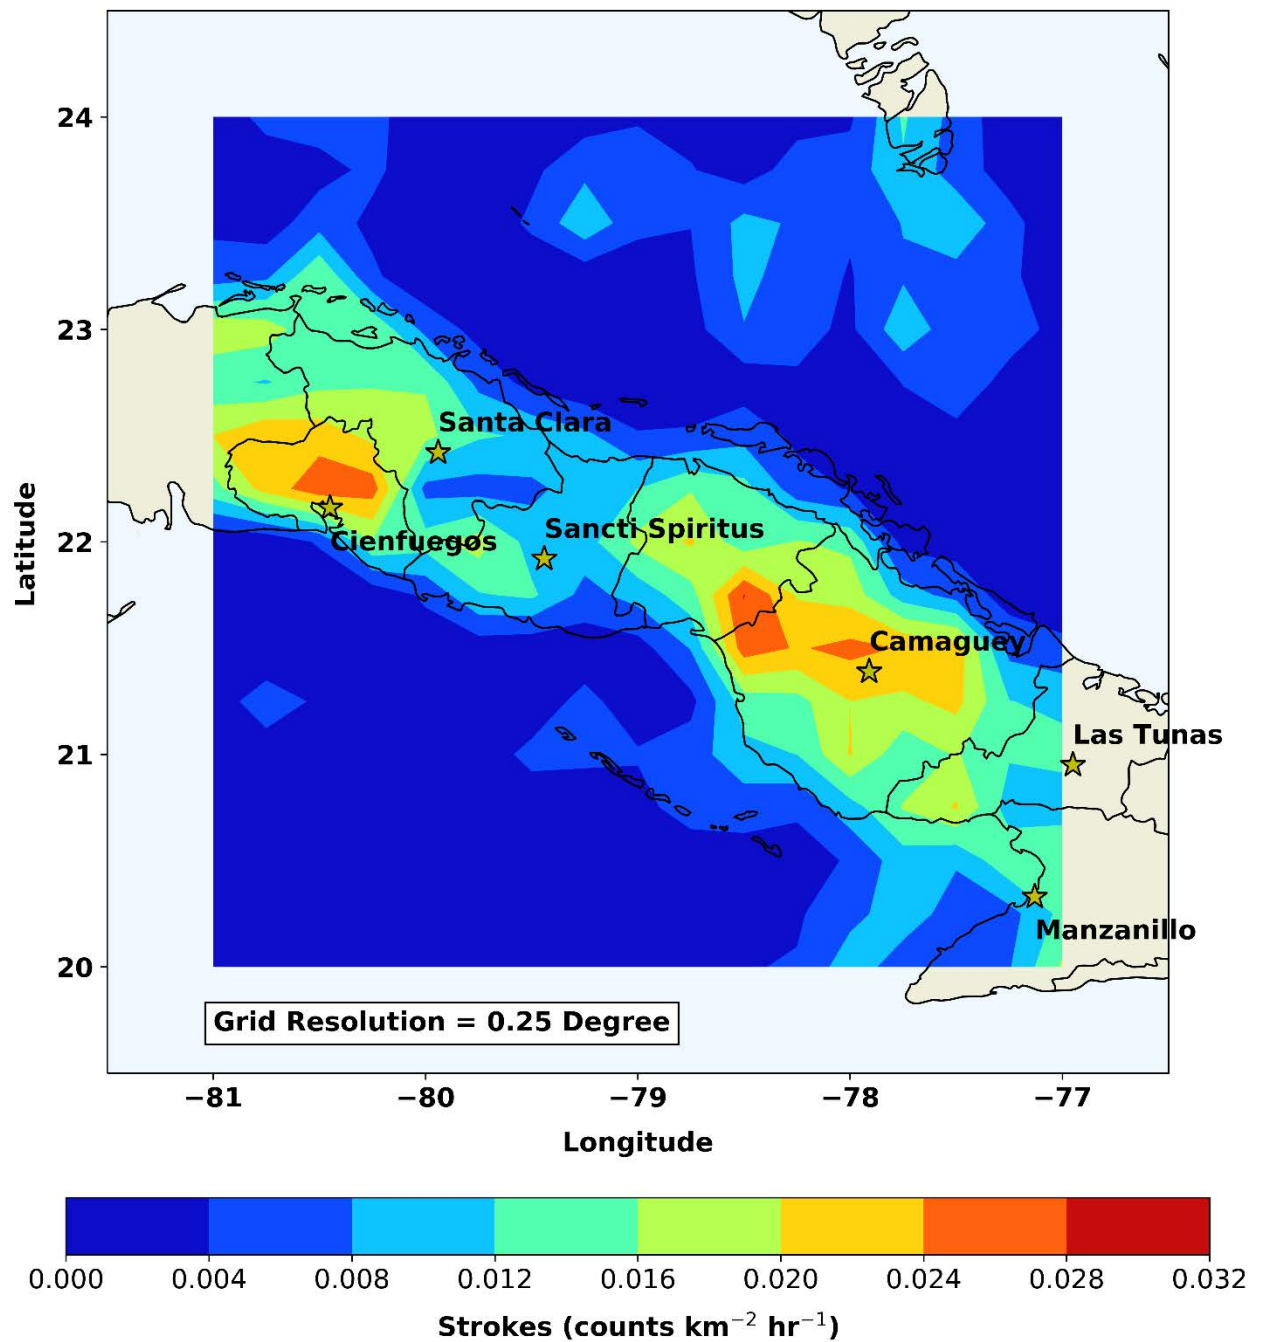 24
23
22
21
20
Latitude
Santa Clara
Sancti Spiritus
Cienfuegos
Camaguey
Las Tunas
Manzanillo
Grid Resolution = 0.25 Degree
−81 −80 −79 −78 −77
Longitude
0.000 0.004 0.008 0.012 0.016 0.020 0.024 0.028 0.032
Strokes (counts km⁻² hr⁻¹)